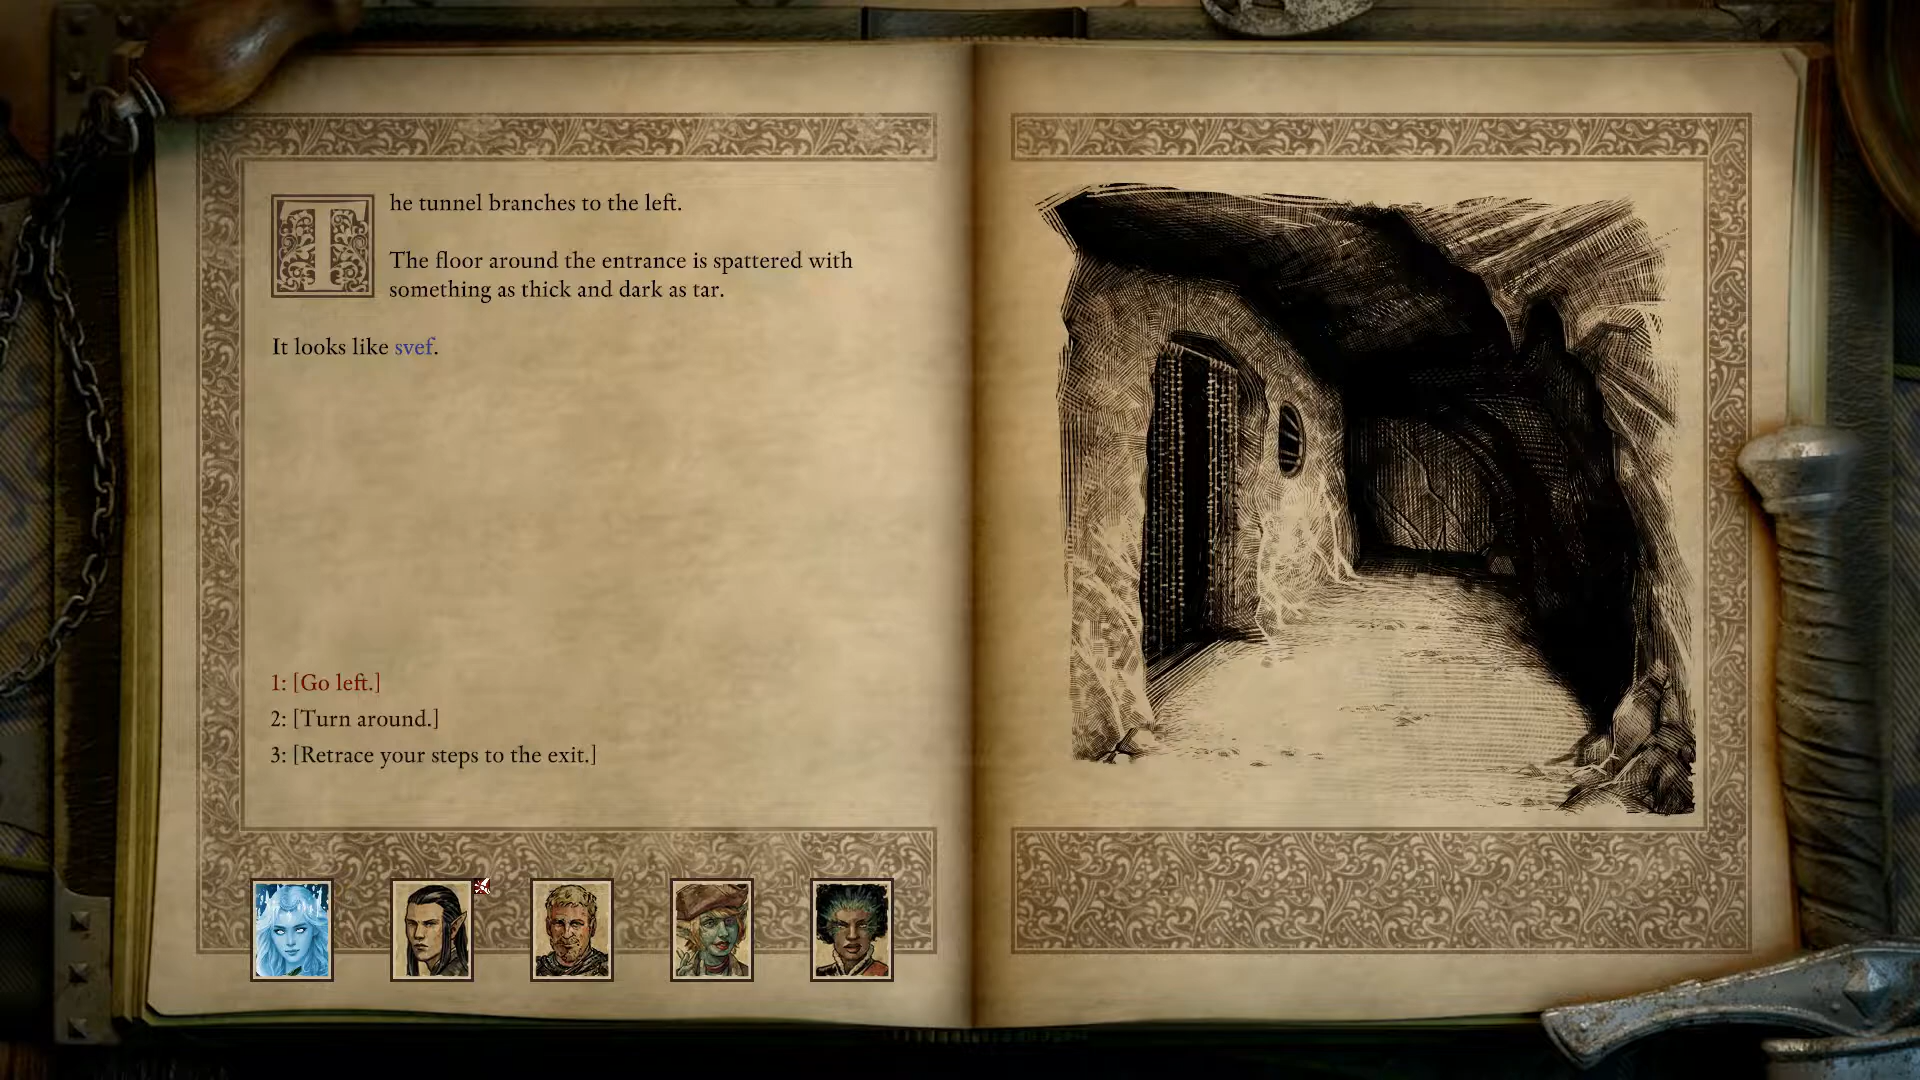 The tunnel branches to the left.
The floor around the entrance is spattered with
something as thick and dark as tar.
It looks like svef.
1: [Go left.]
2: [Turn around.]
3: [Retrace your steps to the exit.]